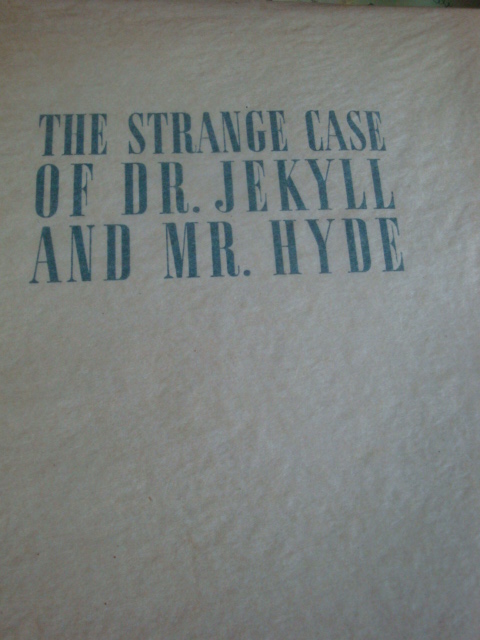 THE STRANGE CASE
OF DR. JEKYLL
AND MR. HYDE